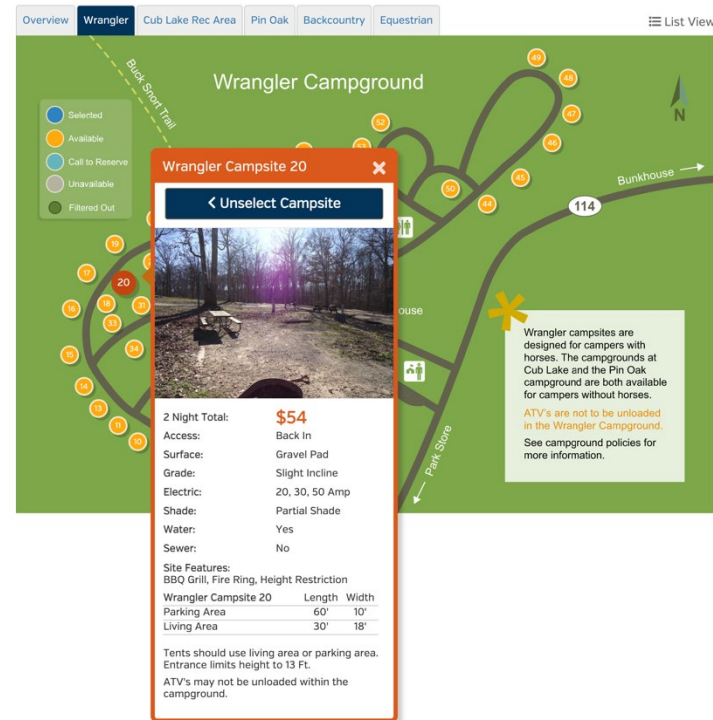 Overview Wrangler Cub Lake Rec Area Pin Oak Backcountry Equestrian List View
Wrangler Campground
Buck Snort Trail
Selected
Available
Call to Reserve
Unavailable
Filtered Out
N
49
48
47
46
45
44
50
52
Bunkhouse
114
19
17
20
16
18
31
33
34
15
14
13
11
10
ouse
Park Store
Wrangler Campsite 20
Unselect Campsite
2 Night Total: $54
Access: Back In
Surface: Gravel Pad
Grade: Slight Incline
Electric: 20, 30, 50 Amp
Shade: Partial Shade
Water: Yes
Sewer: No
Site Features:
BBQ Grill, Fire Ring, Height Restriction
Wrangler Campsite 20 Length Width
Parking Area 60' 10'
Living Area 30' 18'
Tents should use living area or parking area.
Entrance limits height to 13 Ft.
ATV's may not be unloaded within the
campground.
Wrangler campsites are
designed for campers with
horses. The campgrounds at
Cub Lake and the Pin Oak
campground are both available
for campers without horses.
ATV's are not to be unloaded
in the Wrangler Campground.
See campground policies for
more information.